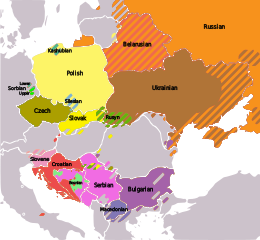 Russian
Belarusian
Kashubian
Polish
Ukrainian
Lower
Sorbian
Upper
Silesian
Czech
Slovak
Rusyn
Slovene
Croatian
Serbian
Bulgarian
Macedonian